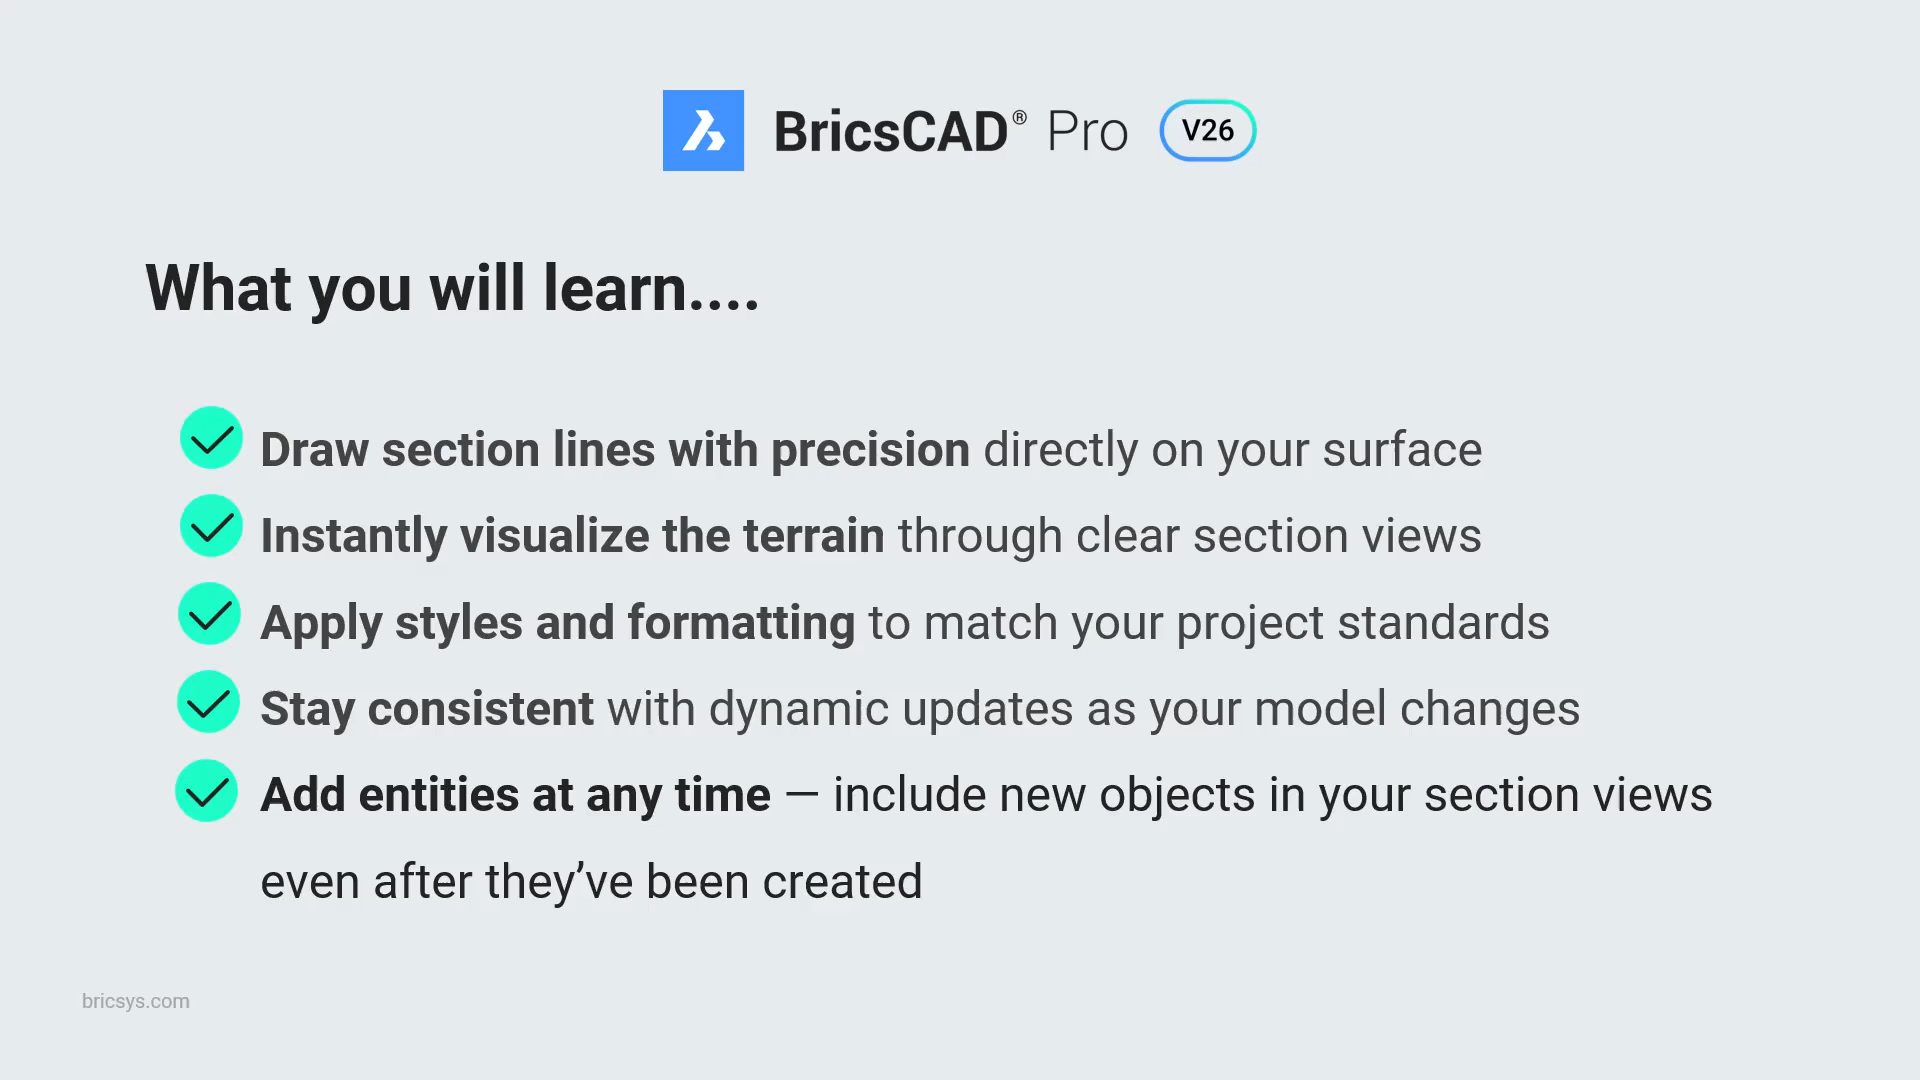 BricsCAD® Pro V26
What you will learn....
Draw section lines with precision directly on your surface
Instantly visualize the terrain through clear section views
Apply styles and formatting to match your project standards
Stay consistent with dynamic updates as your model changes
Add entities at any time — include new objects in your section views
even after they’ve been created
bricsys.com